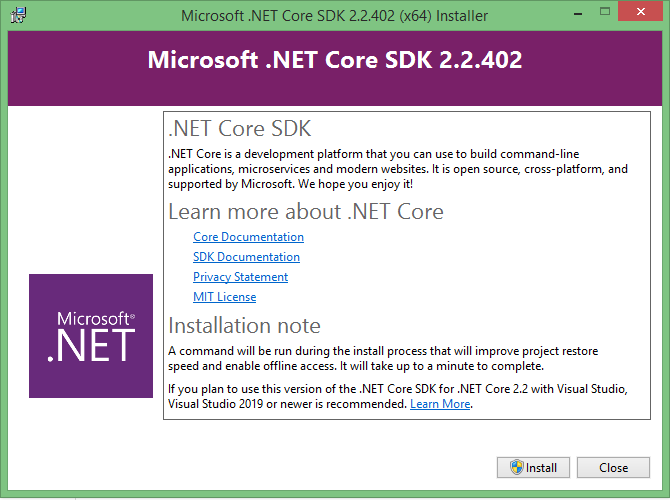 Microsoft .NET Core SDK 2.2.402 (x64) Installer
Microsoft .NET Core SDK 2.2.402
.NET Core SDK
.NET Core is a development platform that you can use to build command-line
applications, microservices and modern websites. It is open source, cross-platform, and
supported by Microsoft. We hope you enjoy it!
Learn more about .NET Core
Core Documentation
SDK Documentation
Privacy Statement
MIT License
Microsoft®
.NET
Installation note
A command will be run during the install process that will improve project restore
speed and enable offline access. It will take up to a minute to complete.
If you plan to use this version of the .NET Core SDK for .NET Core 2.2 with Visual Studio,
Visual Studio 2019 or newer is recommended. Learn More.
Install
Close